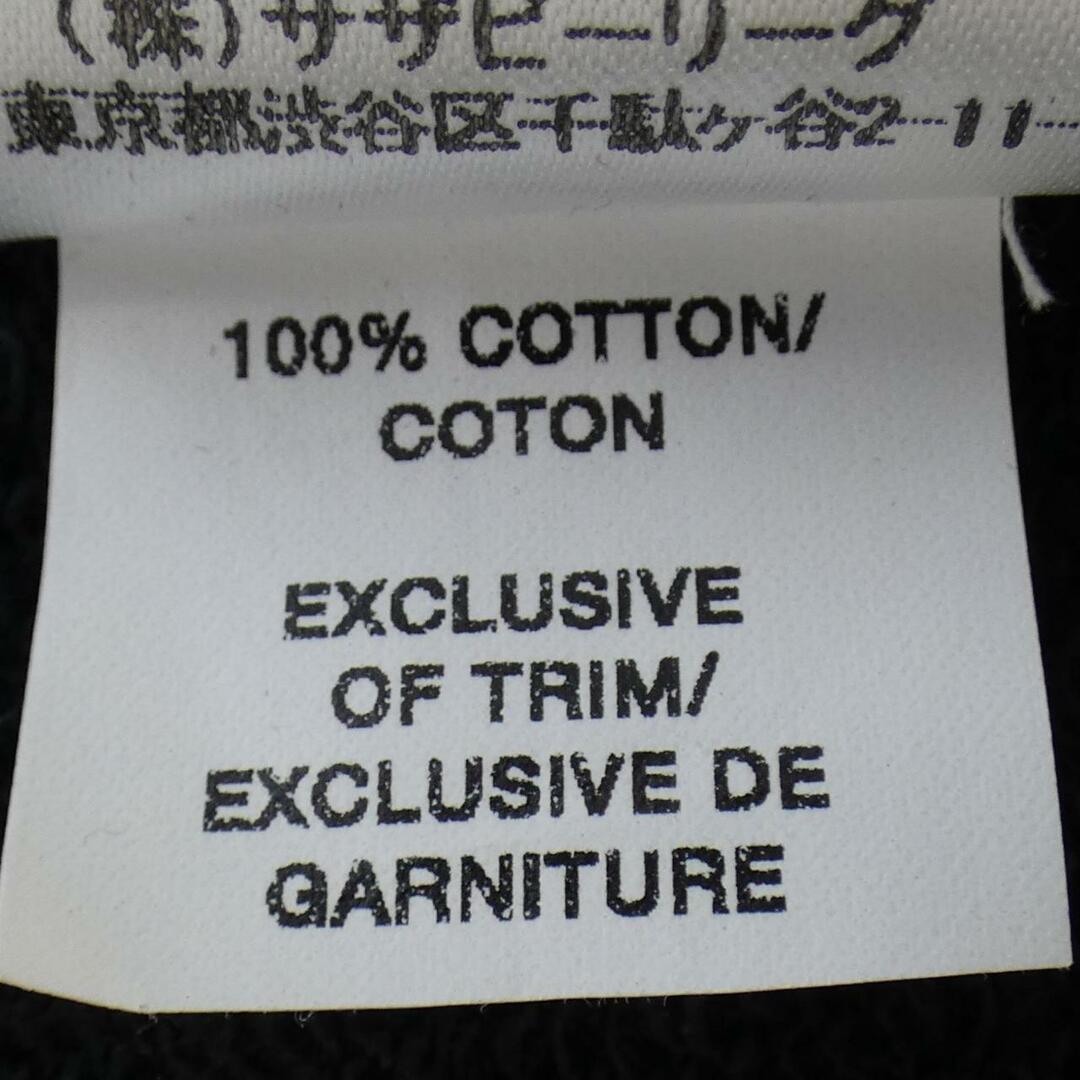 (株)サザビーリーグ
東京都渋谷区千駄ヶ谷2-11-
100% COTTON/
COTON
EXCLUSIVE
OF TRIM/
EXCLUSIVE DE
GARNITURE